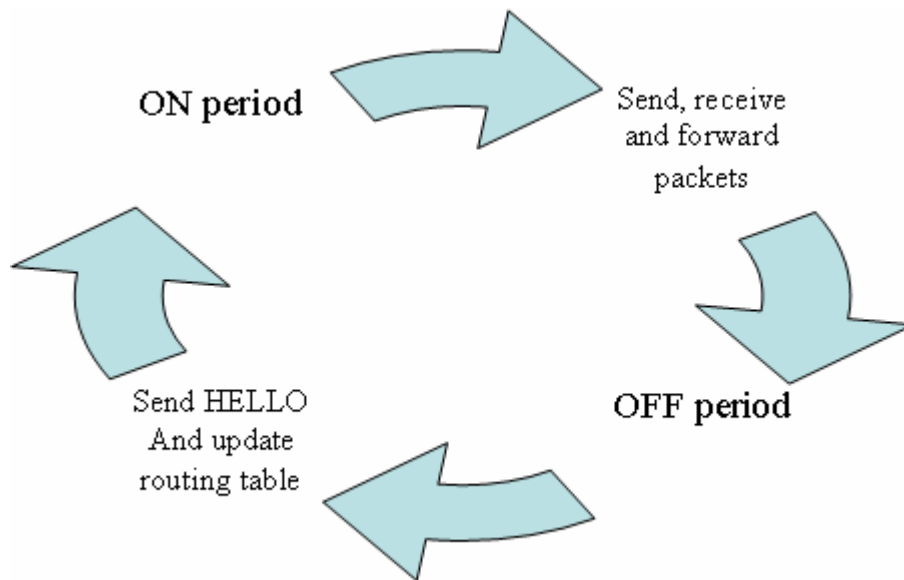 ON period
Send, receive
and forward
packets
OFF period
Send HELLO
And update
routing table